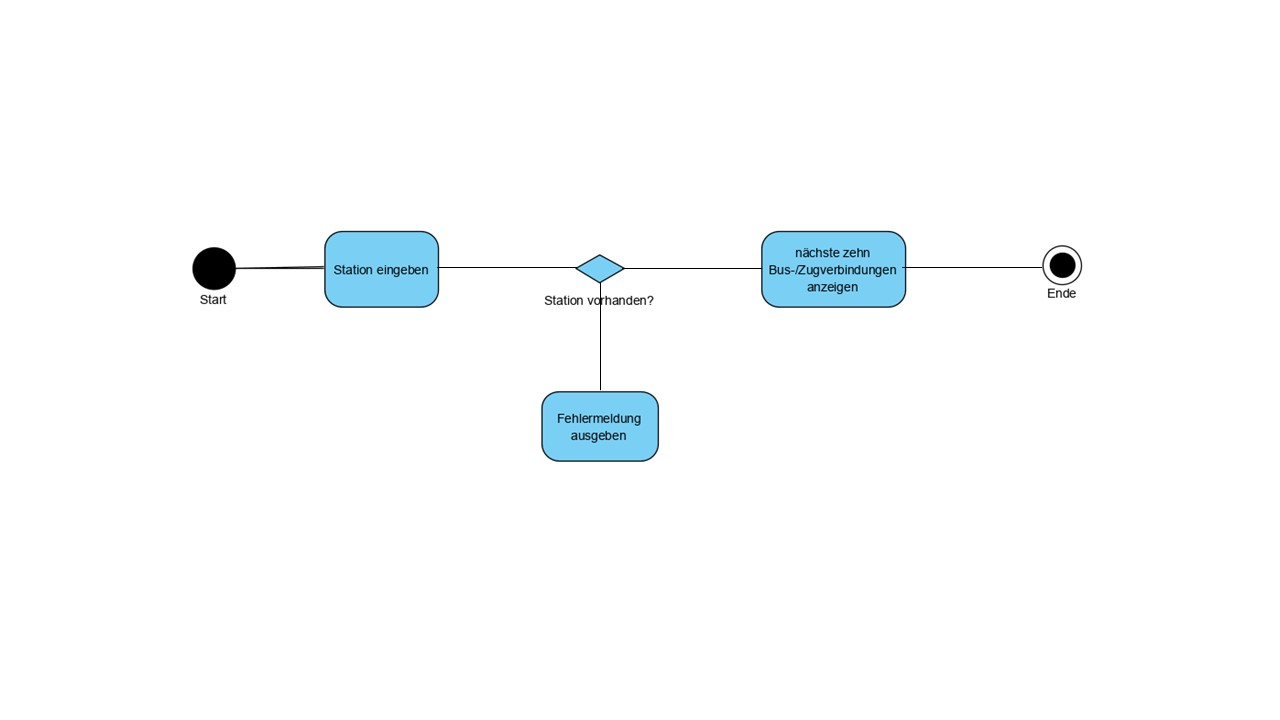 Start
Station eingeben
Station vorhanden?
nächste zehn
Bus-/Zugverbindungen
anzeigen
Ende
Fehlermeldung
ausgeben